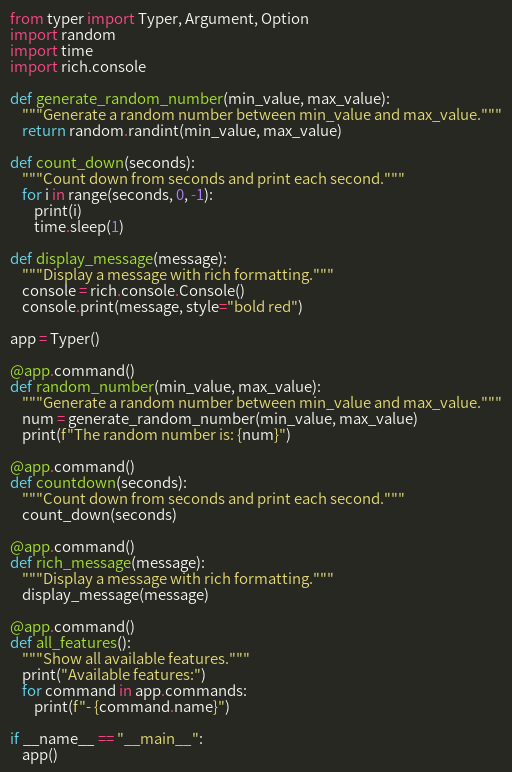 from typer import Typer, Argument, Option
import random
import time
import rich.console

def generate_random_number(min_value, max_value):
    """Generate a random number between min_value and max_value."""
    return random.randint(min_value, max_value)

def count_down(seconds):
    """Count down from seconds and print each second."""
    for i in range(seconds, 0, -1):
        print(i)
        time.sleep(1)

def display_message(message):
    """Display a message with rich formatting."""
    console = rich.console.Console()
    console.print(message, style="bold red")

app = Typer()

@app.command()
def random_number(min_value, max_value):
    """Generate a random number between min_value and max_value."""
    num = generate_random_number(min_value, max_value)
    print(f"The random number is: {num}")

@app.command()
def countdown(seconds):
    """Count down from seconds and print each second."""
    count_down(seconds)

@app.command()
def rich_message(message):
    """Display a message with rich formatting."""
    display_message(message)

@app.command()
def all_features():
    """Show all available features."""
    print("Available features:")
    for command in app.commands:
        print(f"- {command.name}")

if __name__ == "__main__":
    app()